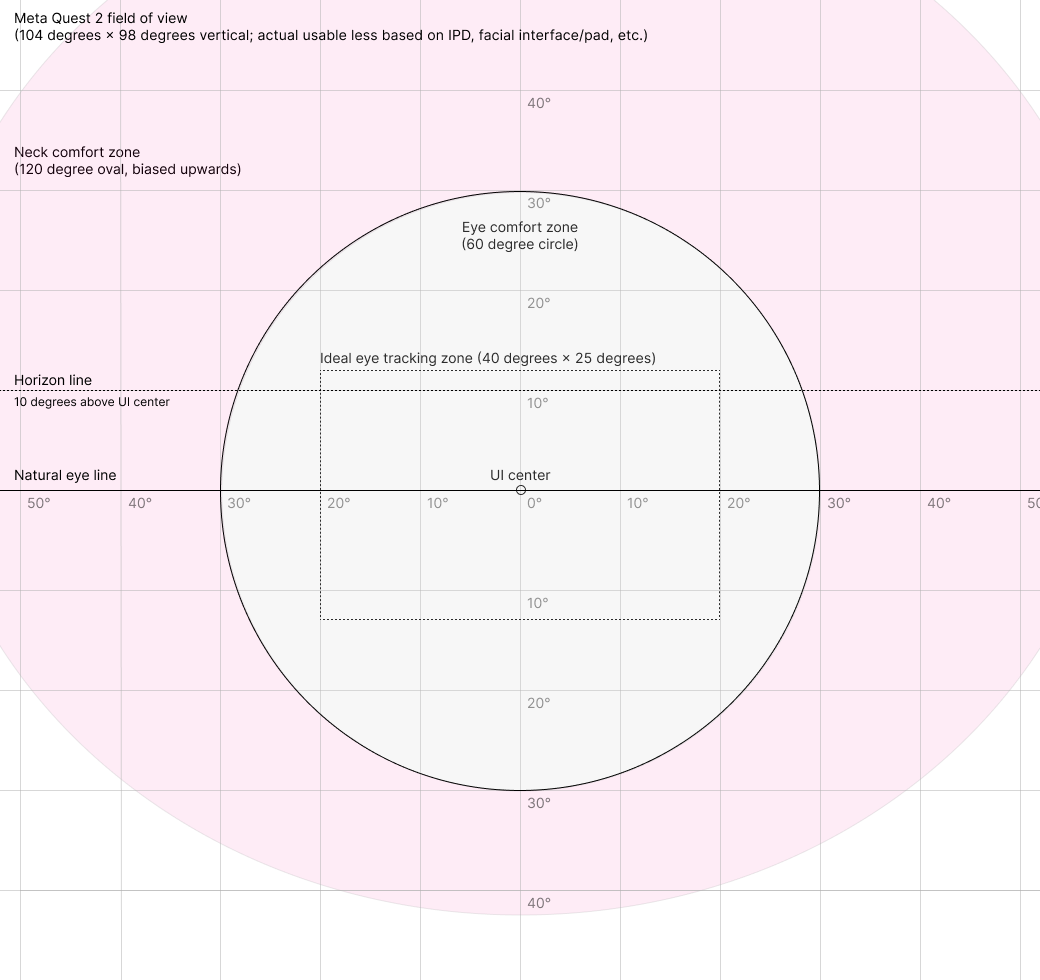 Meta Quest 2 field of view
(104 degrees × 98 degrees vertical; actual usable less based on IPD, facial interface/pad, etc.)
40°
Neck comfort zone
(120 degree oval, biased upwards)
30°
Eye comfort zone
(60 degree circle)
20°
Ideal eye tracking zone (40 degrees × 25 degrees)
Horizon line
10 degrees above UI center
10°
Natural eye line
UI center
50° 40° 30° 20° 10° 0° 10° 20° 30° 40° 50
10°
20°
30°
40°